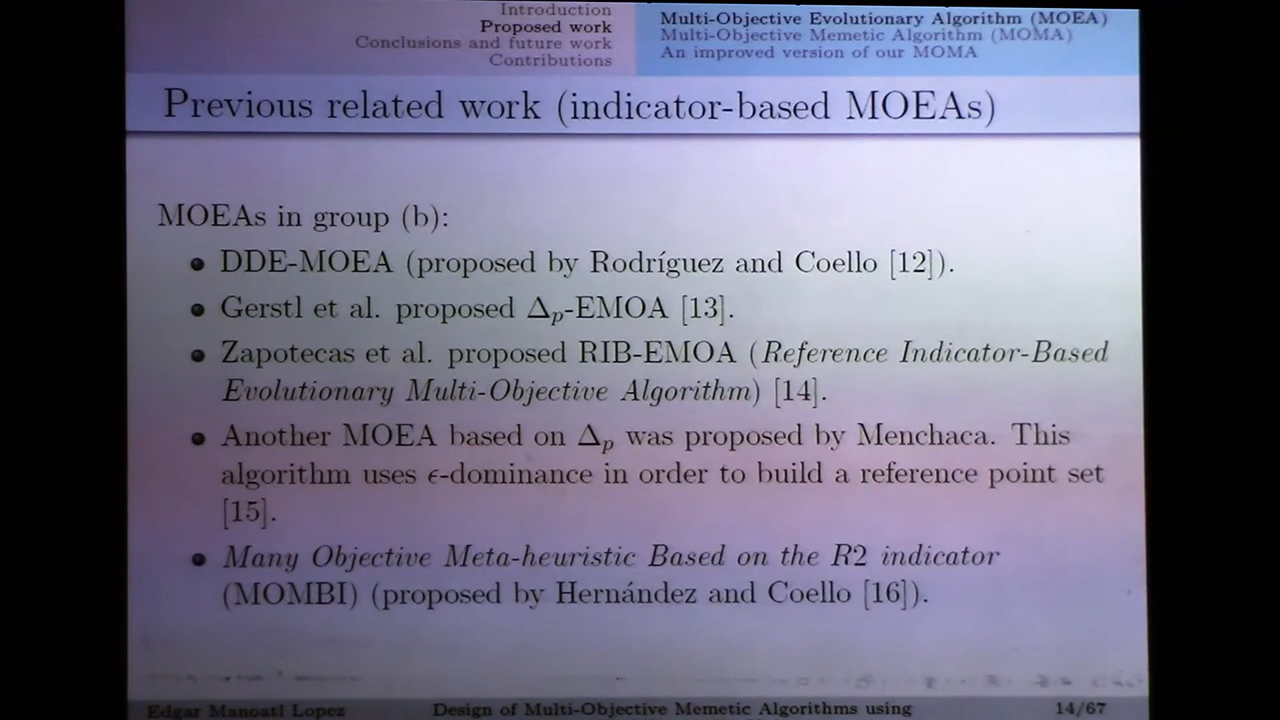 Introduction
Proposed work
Conclusions and future work
Contributions
Multi-Objective Evolutionary Algorithm (MOEA)
Multi-Objective Memetic Algorithm (MOMA)
An improved version of our MOMA
Previous related work (indicator-based MOEAs)
MOEAs in group (b):
DDE-MOEA (proposed by Rodríguez and Coello [12]).
Gerstl et al. proposed Δₚ-EMOA [13].
Zapotecas et al. proposed RIB-EMOA (Reference Indicator-Based
Evolutionary Multi-Objective Algorithm) [14].
Another MOEA based on Δₚ was proposed by Menchaca. This
algorithm uses ϵ-dominance in order to build a reference point set
[15].
Many Objective Meta-heuristic Based on the R2 indicator
(MOMBI) (proposed by Hernández and Coello [16]).
Edgar Manoatl Lopez
Design of Multi-Objective Memetic Algorithms using
14/67